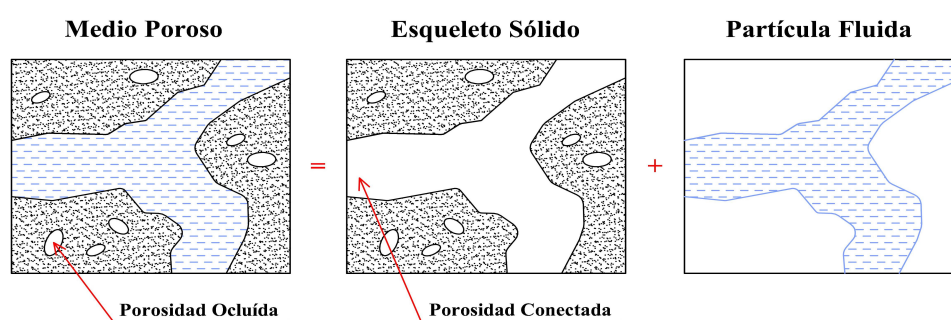 Medio Poroso
Esqueleto Sólido
Partícula Fluida
=
+
Porosidad Ocluída
Porosidad Conectada